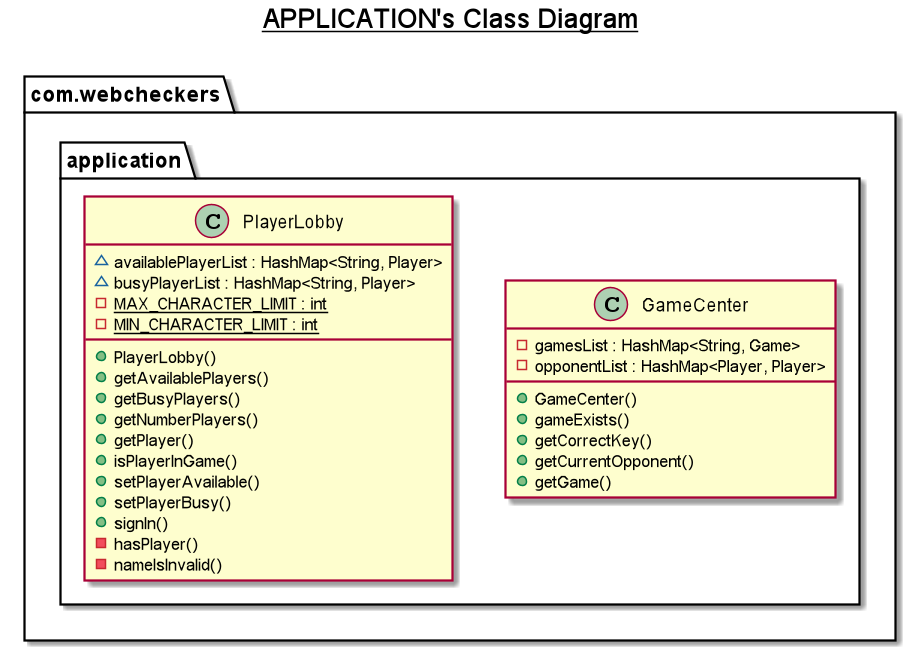 APPLICATION's Class Diagram
com.webcheckers
application
C PlayerLobby
availablePlayerList : HashMap<String, Player>
busyPlayerList : HashMap<String, Player>
MAX_CHARACTER_LIMIT : int
MIN_CHARACTER_LIMIT : int
PlayerLobby()
getAvailablePlayers()
getBusyPlayers()
getNumberPlayers()
getPlayer()
isPlayerInGame()
setPlayerAvailable()
setPlayerBusy()
signIn()
hasPlayer()
nameIsInvalid()
C GameCenter
gamesList : HashMap<String, Game>
opponentList : HashMap<Player, Player>
GameCenter()
gameExists()
getCorrectKey()
getCurrentOpponent()
getGame()